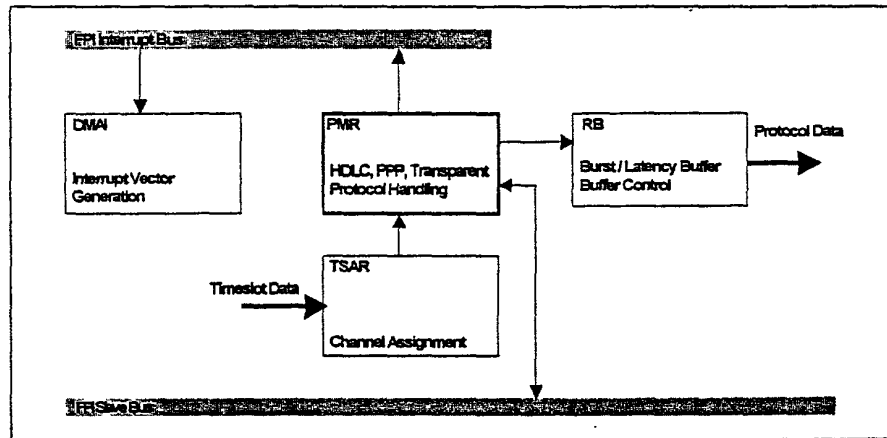 FPI Interrupt Bus
DMAI
Interrupt Vector
Generation
PMR
HDLC, PPP, Transparent
Protocol Handling
RB
Burst / Latency Buffer
Buffer Control
Protocol Data
TSAR
Channel Assignment
Timeslot Data
FPI Slave Bus